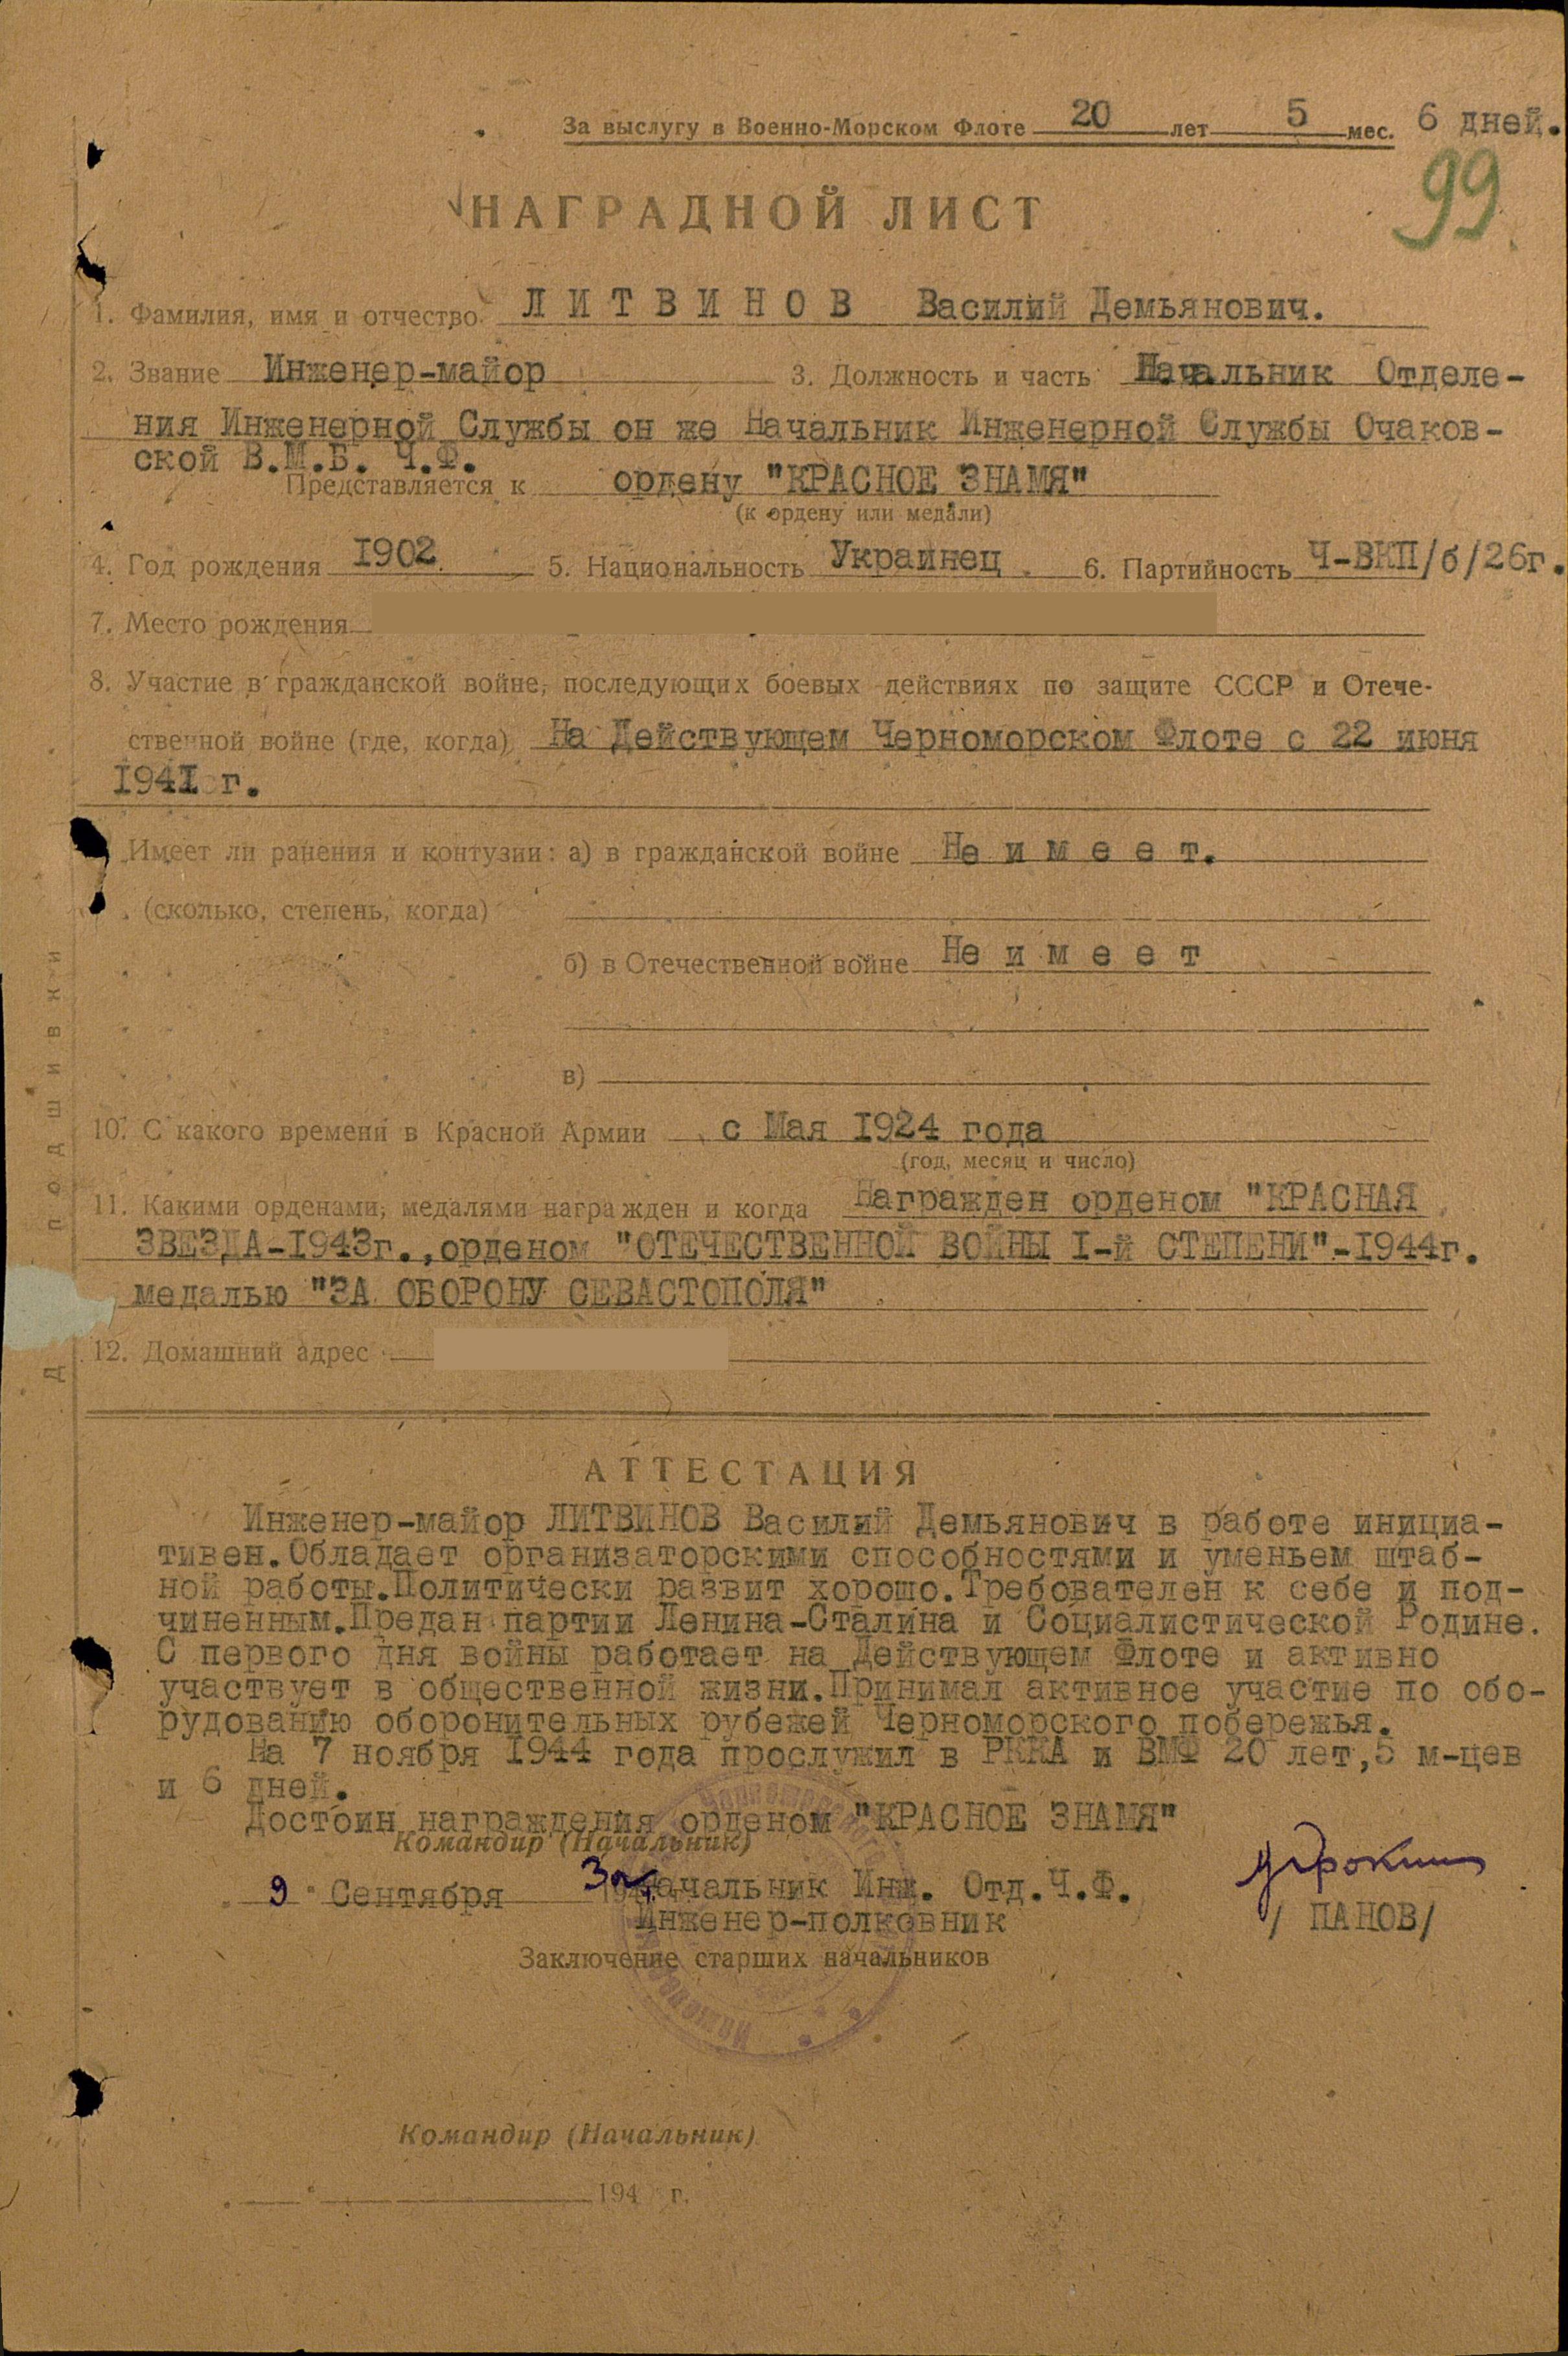 За выслугу в Военно-Морском Флоте 20 лет 5 мес. 6 дней.
99
НАГРАДНОЙ ЛИСТ
1. Фамилия, имя и отчество ЛИТВИНОВ Василий Демьянович.
2. Звание Инженер-майор 3. Должность и часть Начальник Отделе-
ния Инженерной Службы он же Начальник Инженерной Службы Очаков-
ской В.М.Б. Ч.Ф.
Представляется к ордену "КРАСНОЕ ЗНАМЯ"
(к ордену или медали)
4. Год рождения 1902 5. Национальность Украинец 6. Партийность Ч-ВКП/б/26г.
7. Место рождения
8. Участие в гражданской войне, последующих боевых действиях по защите СССР и Отече-
ственной войне (где, когда) На Действующем Черноморском Флоте с 22 июня
1941 г.
Имеет ли ранения и контузии: а) в гражданской войне Не имеет.
(сколько, степень, когда)
б) в Отечественной войне Не имеет
в)
10. С какого времени в Красной Армии с Мая 1924 года
(год, месяц и число)
11. Какими орденами, медалями награжден и когда Награжден орденом "КРАСНАЯ
ЗВЕЗДА-1943г., орденом "ОТЕЧЕСТВЕННОЙ ВОЙНЫ I-й СТЕПЕНИ"-1944г.
медалью "ЗА ОБОРОНУ СЕВАСТОПОЛЯ"
12. Домашний адрес
Д подшивки
АТТЕСТАЦИЯ
Инженер-майор ЛИТВИНОВ Василий Демьянович в работе инициа-
тивен. Обладает организаторскими способностями и уменьем штаб-
ной работы. Политически развит хорошо. Требователен к себе и под-
чиненным. Предан партии Ленина-Сталина и Социалистической Родине.
С первого дня войны работает на Действующем Флоте и активно
участвует в общественной жизни. Принимал активное участие по обо-
рудованию оборонительных рубежей Черноморского побережья.
На 7 ноября 1944 года прослужил в РККА и ВМФ 20 лет, 5 м-цев
и 6 дней.
Достоин награждения орденом "КРАСНОЕ ЗНАМЯ"
Командир (Начальник)
9 " Сентября Зам Начальник Инж. Отд. Ч.Ф.
Инженер-полковник / ПАНОВ/
Заключение старших начальников
Командир (Начальник)
194 г.